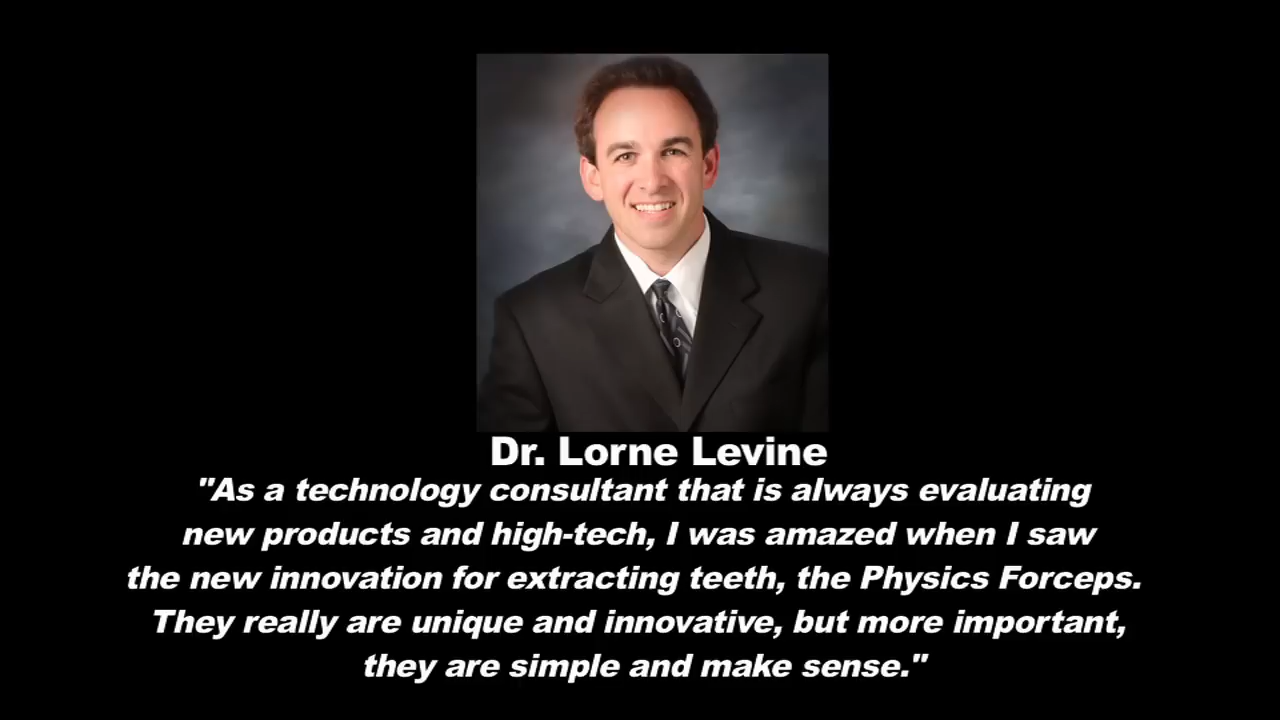 Dr. Lorne Levine
"As a technology consultant that is always evaluating
new products and high-tech, I was amazed when I saw
the new innovation for extracting teeth, the Physics Forceps.
They really are unique and innovative, but more important,
they are simple and make sense."